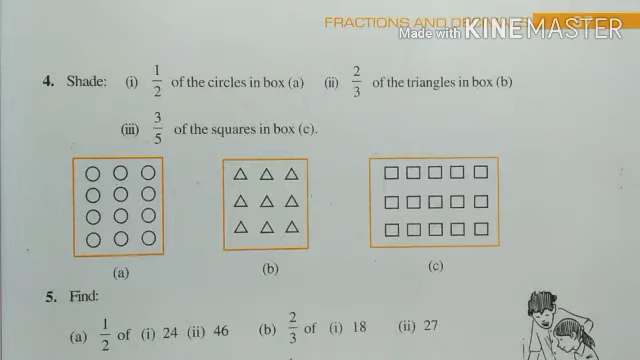 FRACTIONS AND
Made with KINEMASTER
4. Shade: (i) 1/2 of the circles in box (a) (ii) 2/3 of the triangles in box (b)
(iii) 3/5 of the squares in box (c).
(a) (b) (c)
5. Find:
(a) 1/2 of (i) 24 (ii) 46 (b) 2/3 of (i) 18 (ii) 27